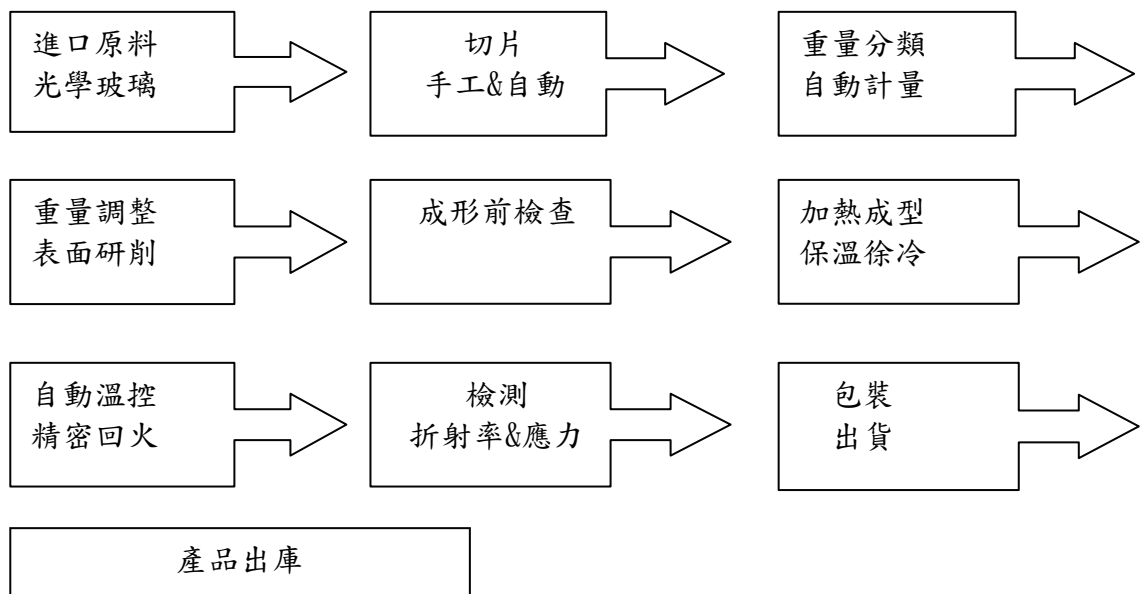 進口原料
光學玻璃
切片
手工&自動
重量分類
自動計量
重量調整
表面研削
成形前檢查
加熱成型
保溫徐冷
自動溫控
精密回火
檢測
折射率&應力
包裝
出貨
產品出庫